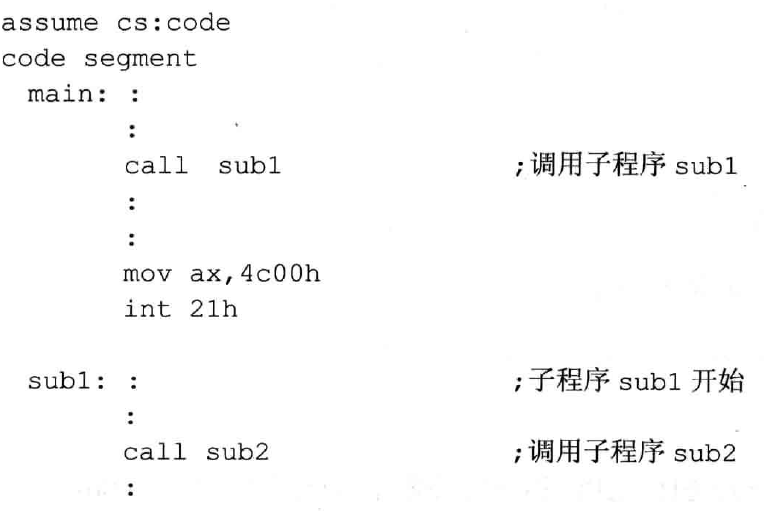 assume cs:code
code segment
main: :
:
call sub1 ;调用子程序 sub1
:
:
mov ax,4c00h
int 21h
sub1: : ;子程序 sub1 开始
:
call sub2 ;调用子程序 sub2
: